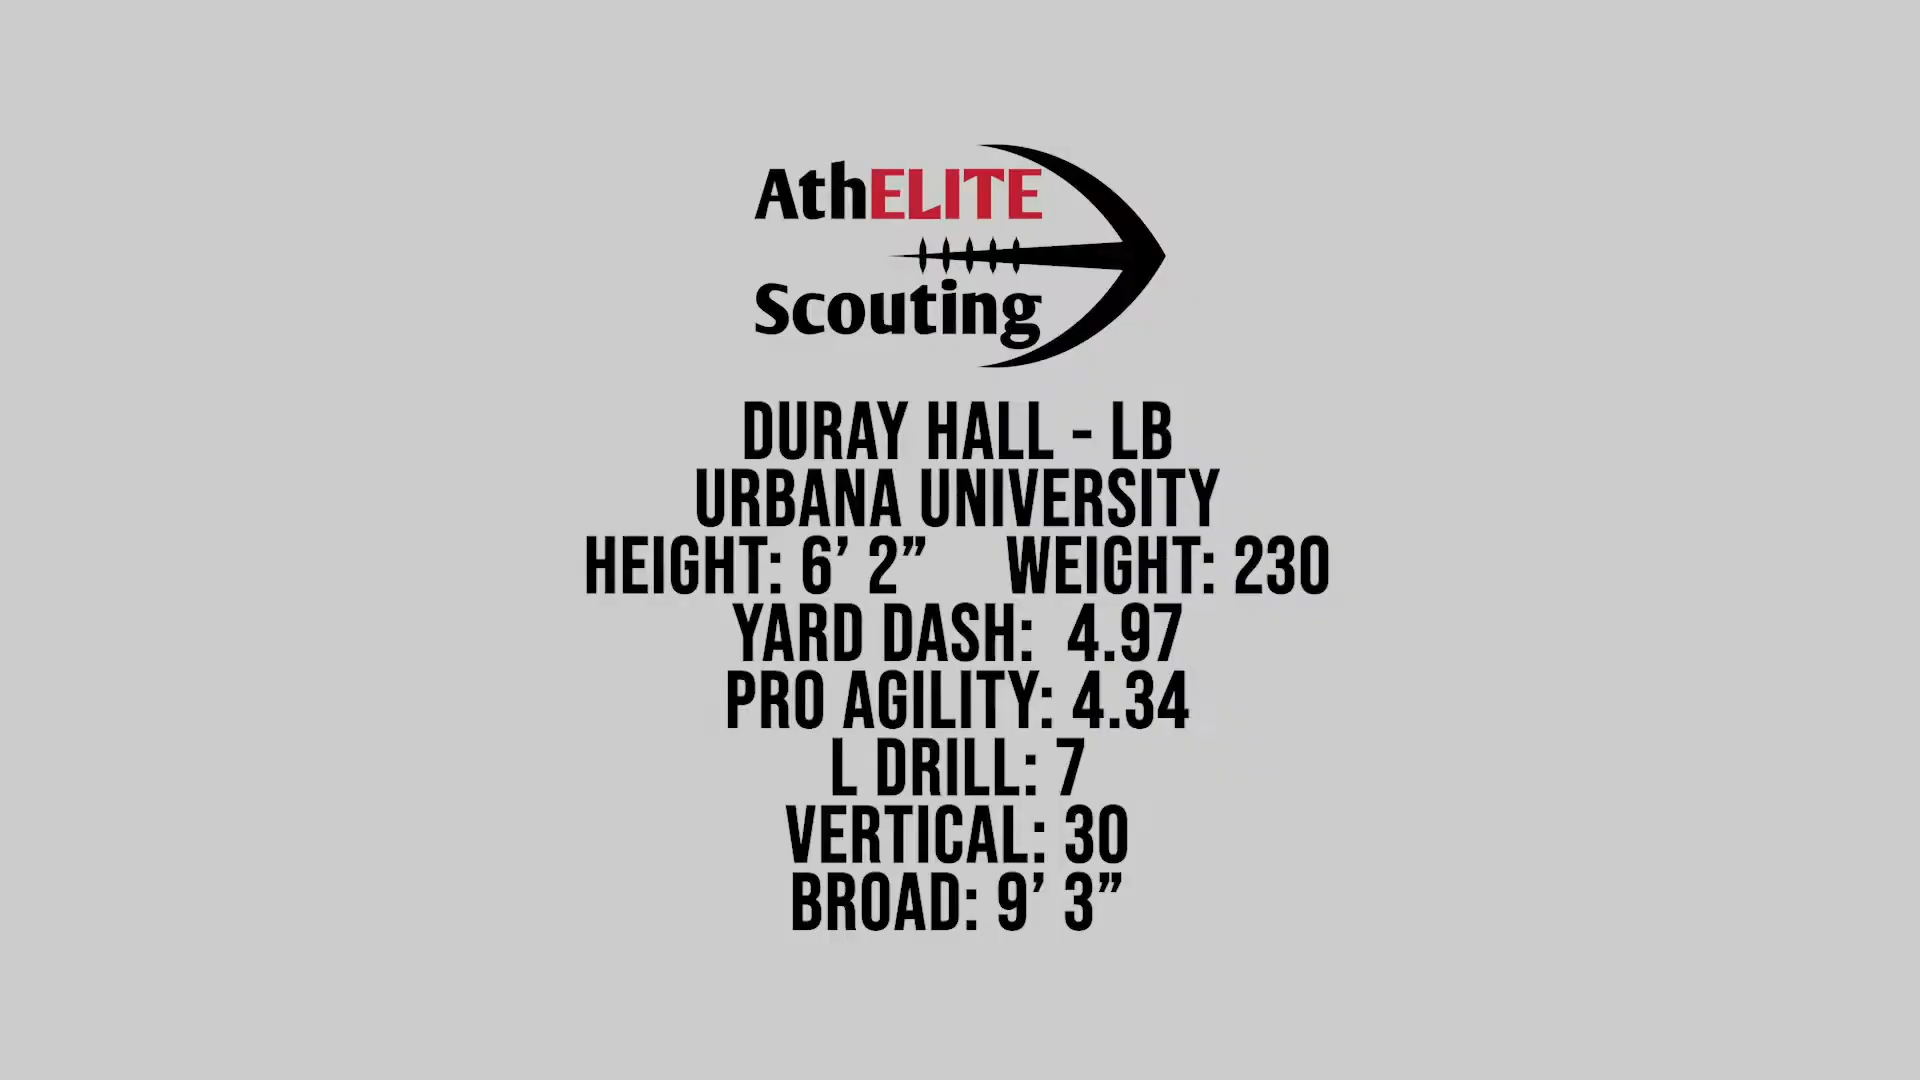 AthELITE
Scouting
DURAY HALL - LB
URBANA UNIVERSITY
HEIGHT: 6’ 2” WEIGHT: 230
YARD DASH: 4.97
PRO AGILITY: 4.34
L DRILL: 7
VERTICAL: 30
BROAD: 9’ 3”